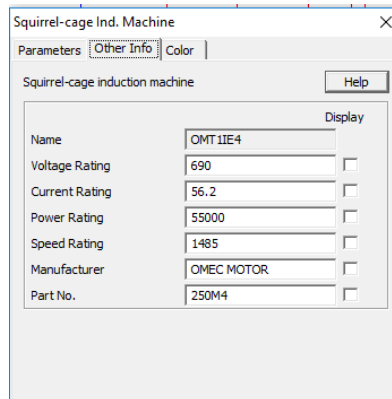 Squirrel-cage Ind. Machine
Parameters Other Info Color
Squirrel-cage induction machine Help
Display
Name OMT1IE4
Voltage Rating 690
Current Rating 56.2
Power Rating 55000
Speed Rating 1485
Manufacturer OMEC MOTOR
Part No. 250M4